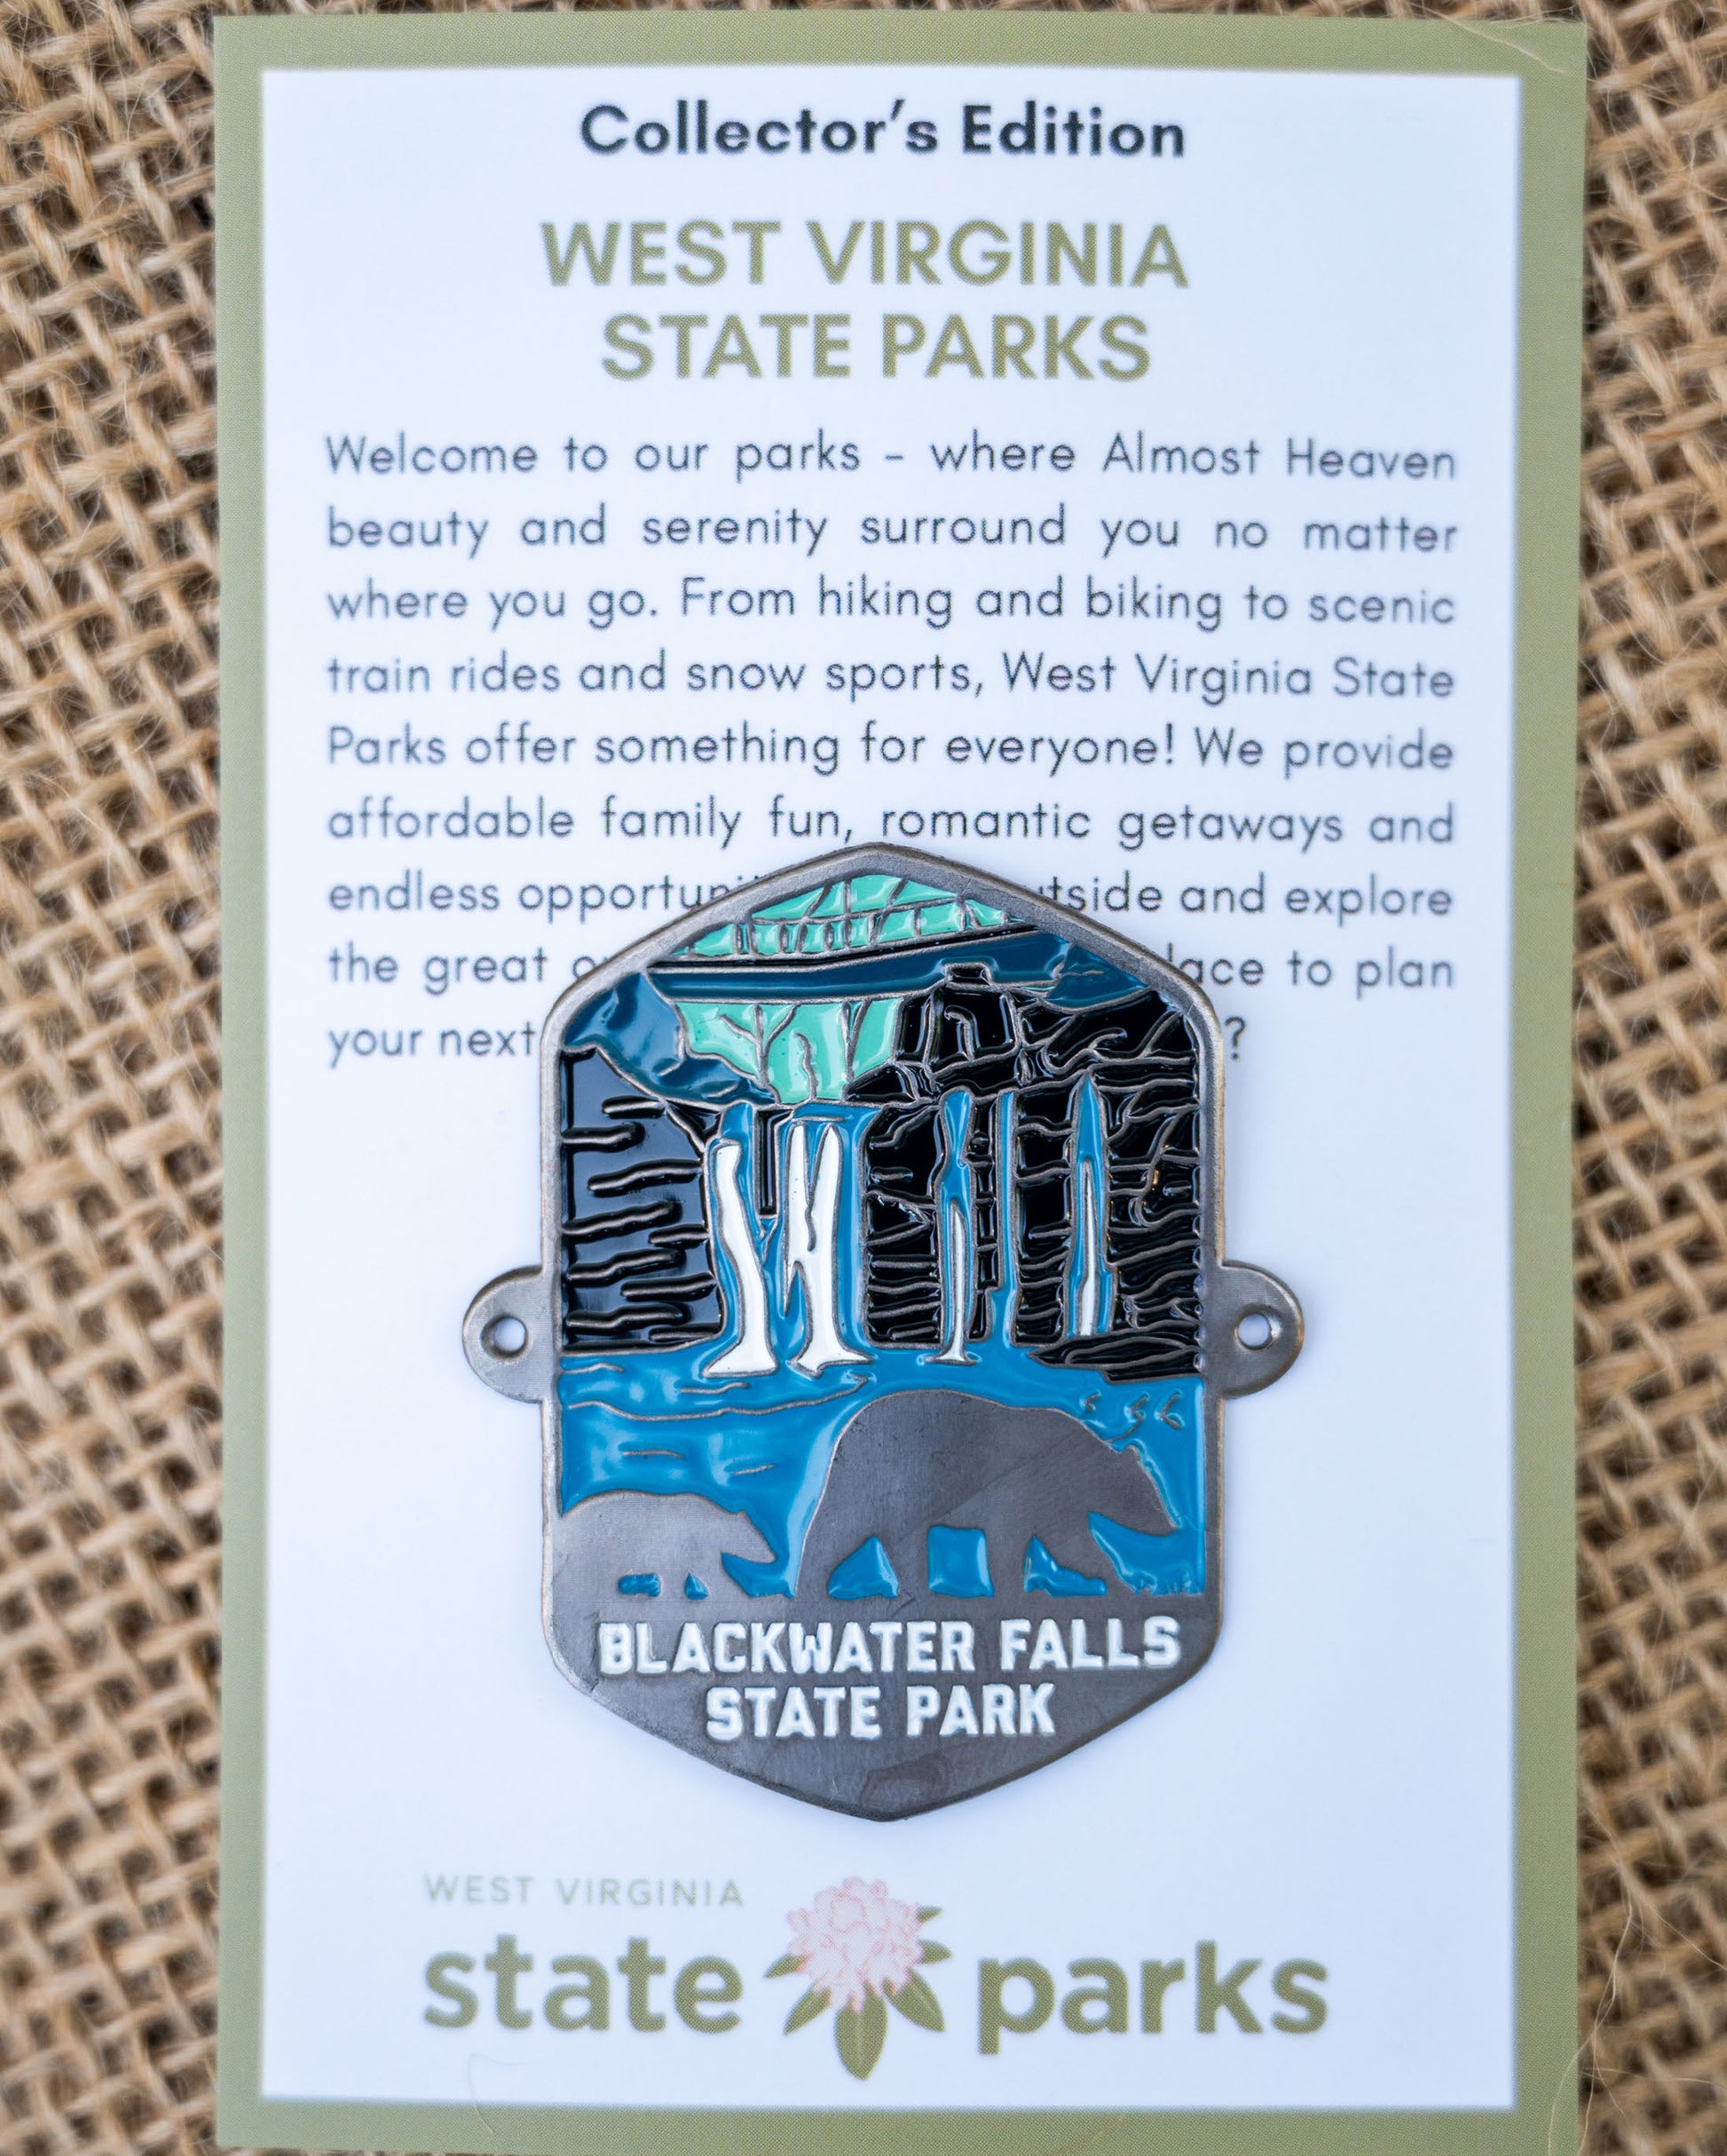 Collector's Edition
WEST VIRGINIA
STATE PARKS
Welcome to our parks - where Almost Heaven
beauty and serenity surround you no matter
where you go. From hiking and biking to scenic
train rides and snow sports, West Virginia State
Parks offer something for everyone! We provide
affordable family fun, romantic getaways and
endless and explore
the great to plan
your next ?
BLACKWATER FALLS
STATE PARK
WEST VIRGINIA
state parks